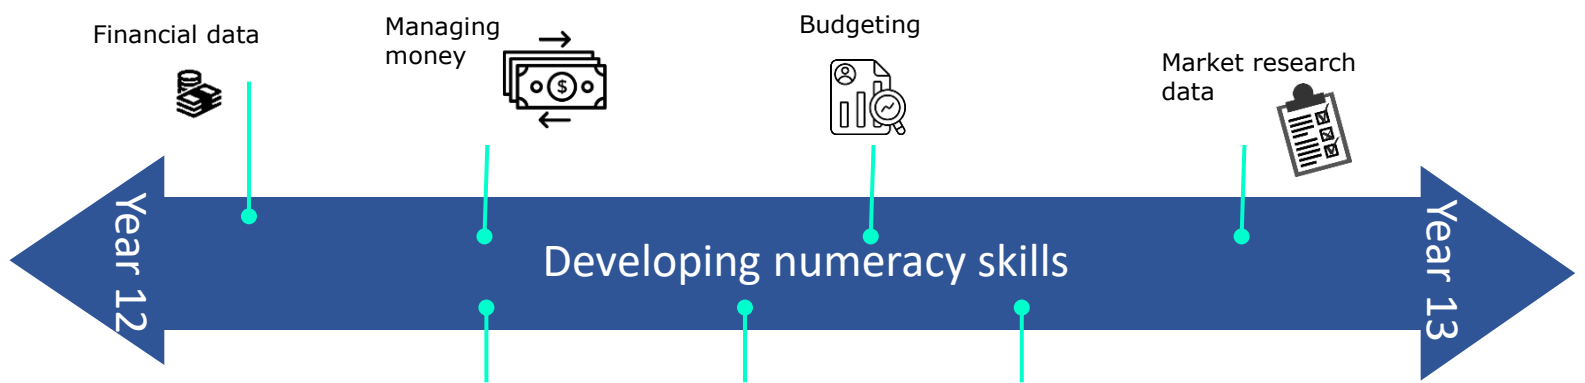 Financial data
Managing
money
Budgeting
Market research
data
Year 12
Developing numeracy skills
Year 13